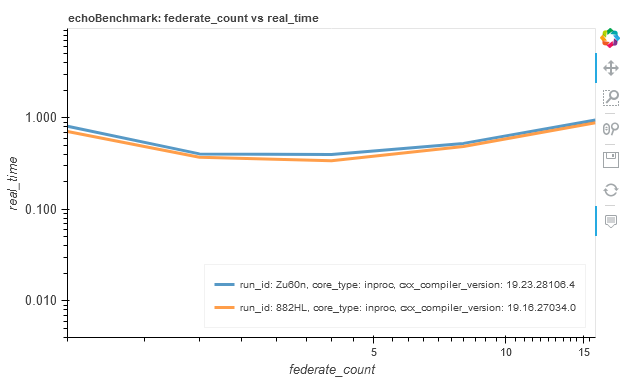 echoBenchmark: federate_count vs real_time
1.000
0.100
0.010
real_time
run_id: Zu60n, core_type: inproc, cxx_compiler_version: 19.23.28106.4
run_id: 882HL, core_type: inproc, cxx_compiler_version: 19.16.27034.0
5
10
15
federate_count